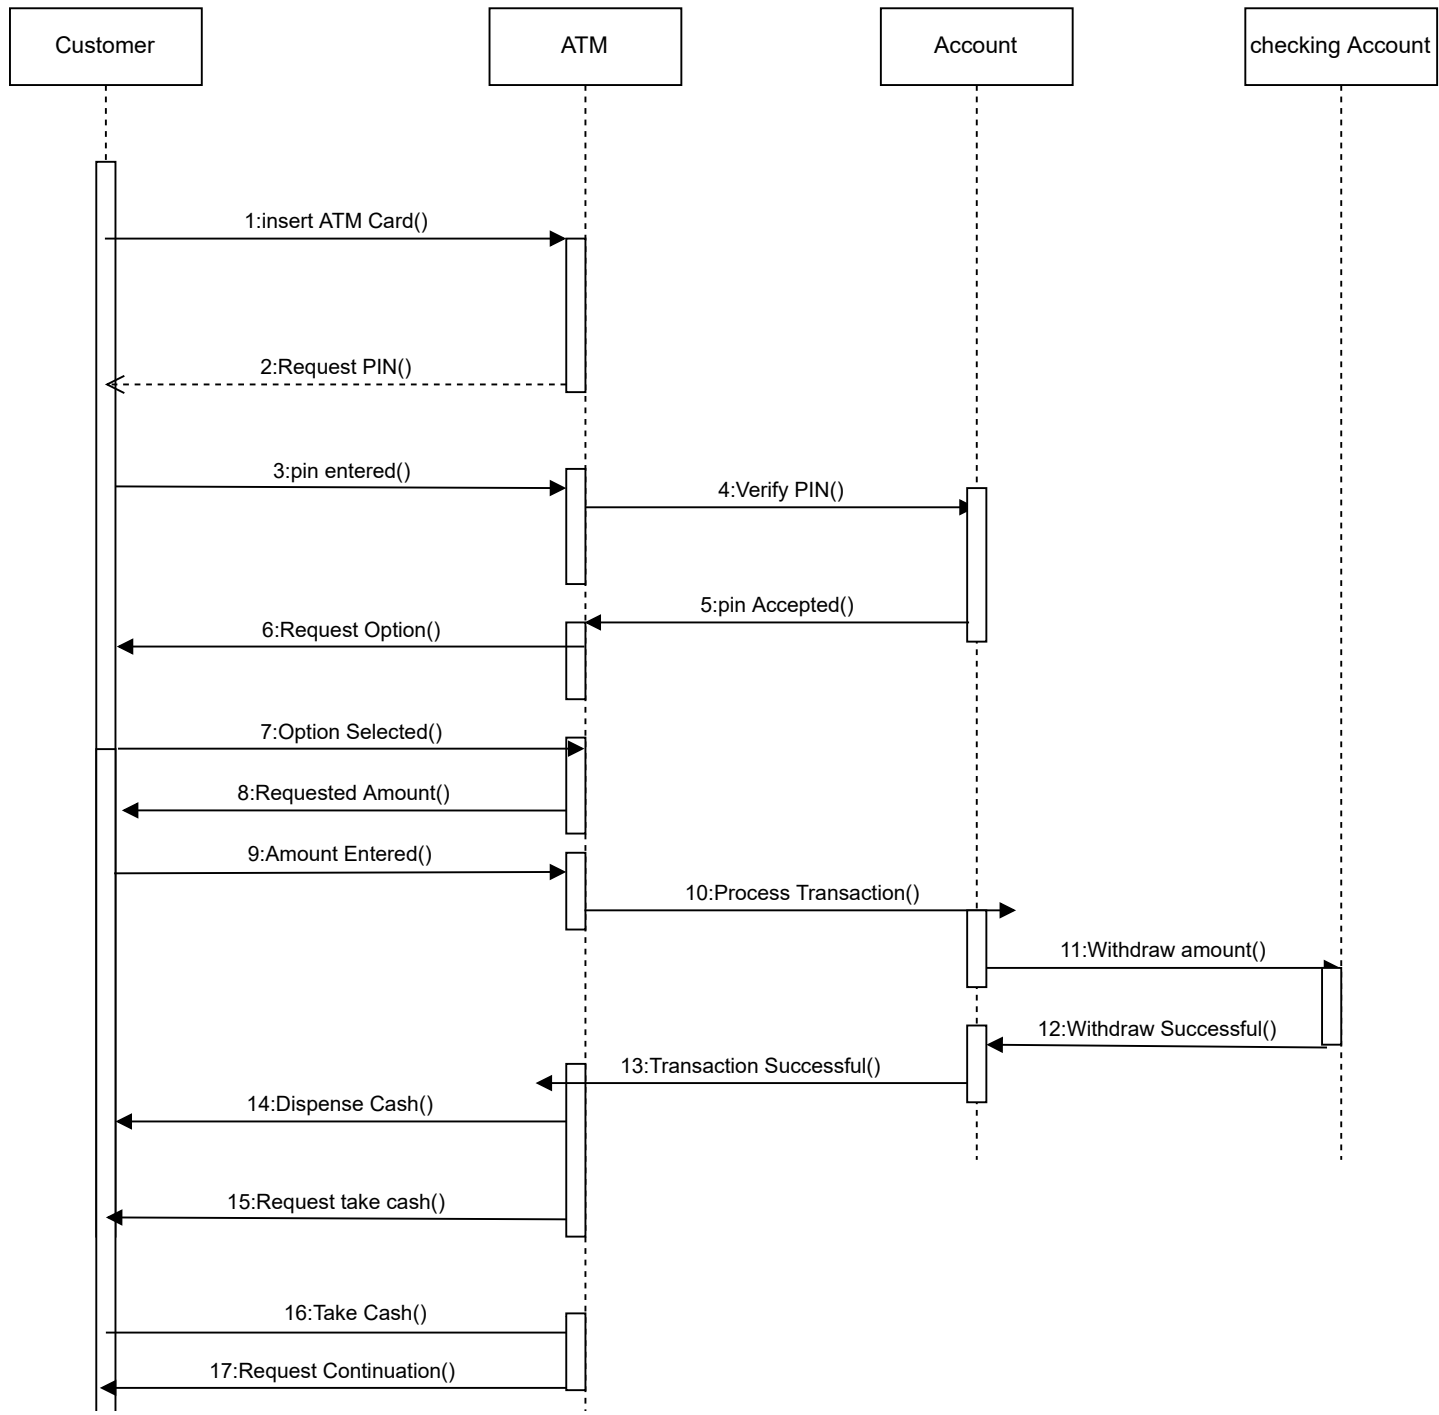 Customer
ATM
Account
checking Account
1:insert ATM Card()
2:Request PIN()
3:pin entered()
4:Verify PIN()
5:pin Accepted()
6:Request Option()
7:Option Selected()
8:Requested Amount()
9:Amount Entered()
10:Process Transaction()
11:Withdraw amount()
12:Withdraw Successful()
13:Transaction Successful()
14:Dispense Cash()
15:Request take cash()
16:Take Cash()
17:Request Continuation()